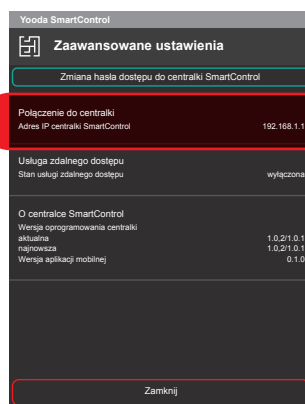 Yooda SmartControl
Zaawansowane ustawienia
Zmiana hasła dostępu do centralki SmartControl
Połączenie do centralki
Adres IP centralki SmartControl 192.168.1.1
Usługa zdalnego dostępu
Stan usługi zdalnego dostępu wyłączona
O centralce SmartControl
Wersja oprogramowania centralki
aktualna 1.0,2/1.0.1
najnowsza 1.0,2/1.0.1
Wersja aplikacji mobilnej 0.1.0
Zamknij